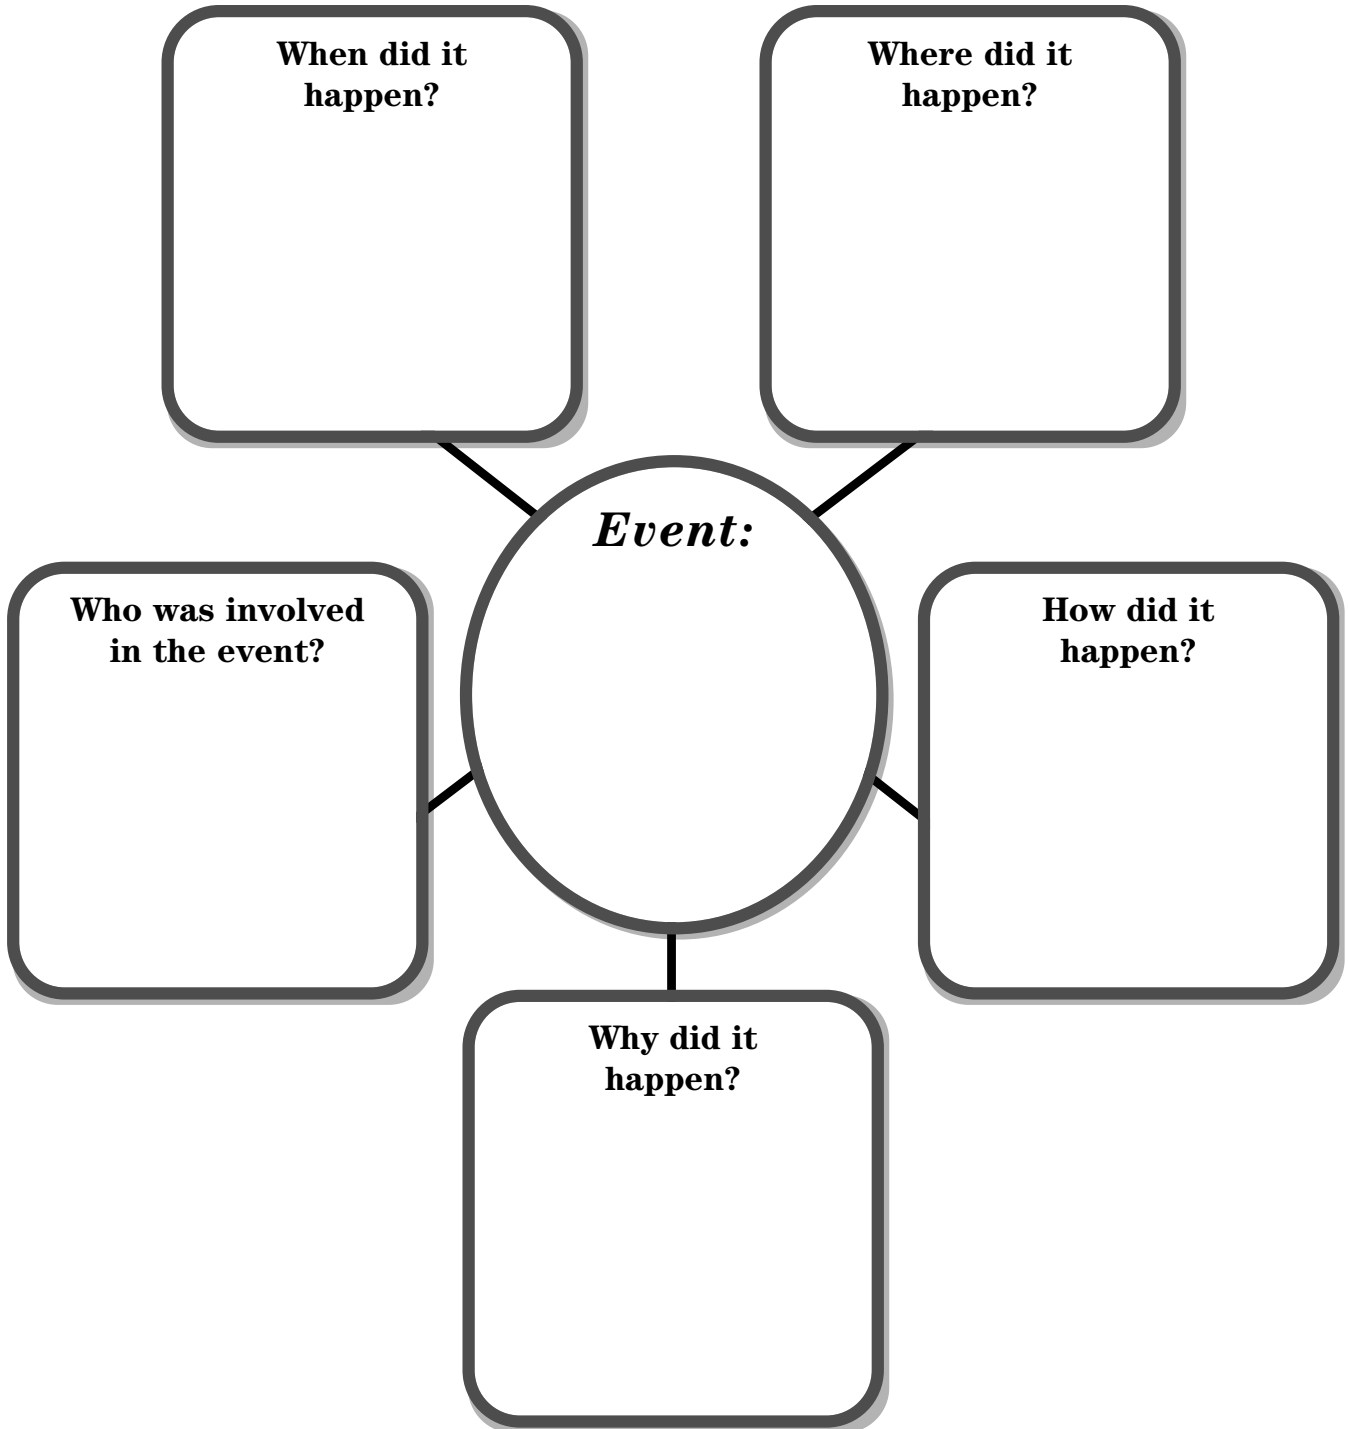 When did it
happen?
Where did it
happen?
Event:
Who was involved
in the event?
How did it
happen?
Why did it
happen?